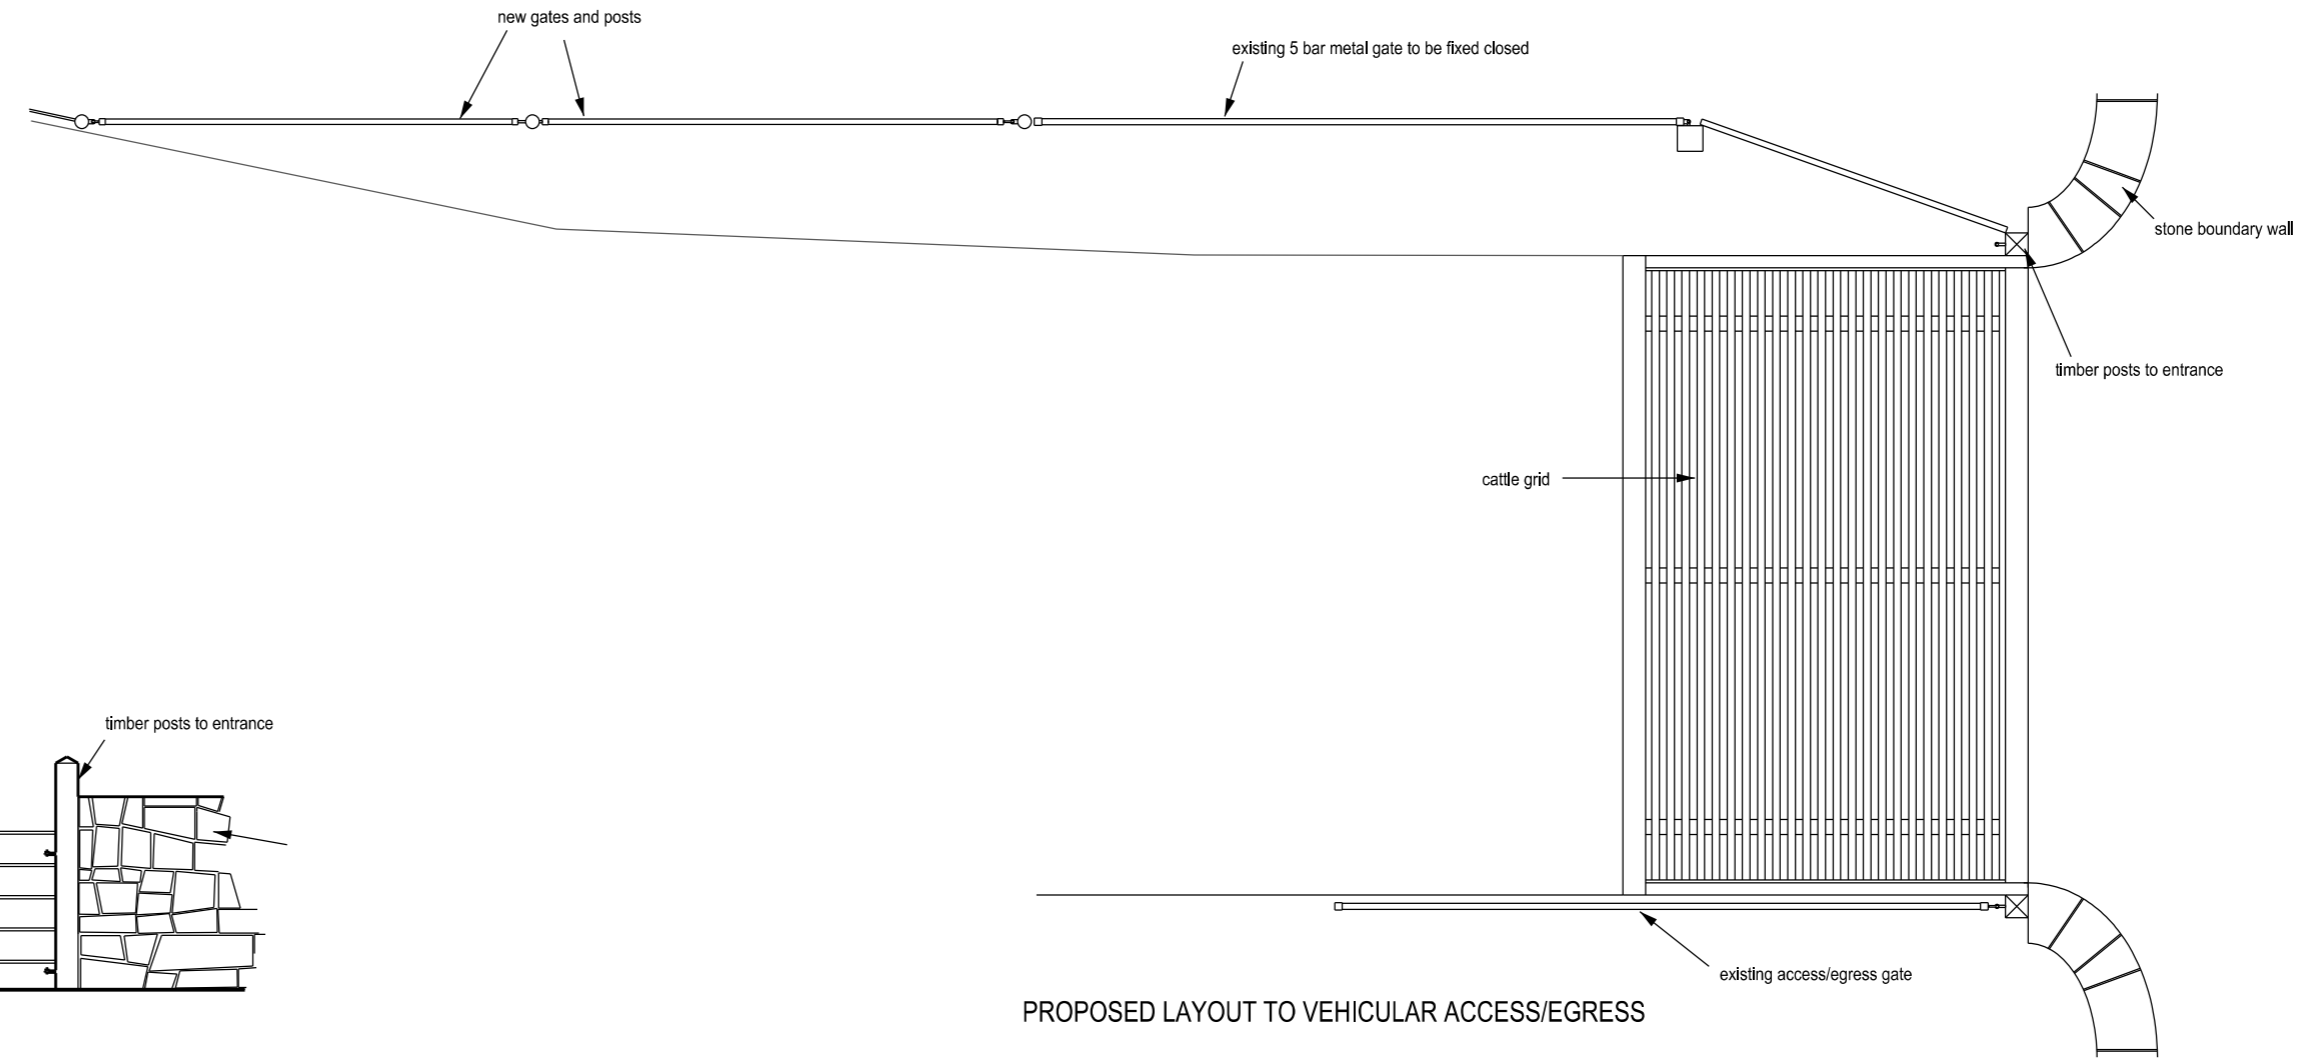 new gates and posts
existing 5 bar metal gate to be fixed closed
stone boundary wall
timber posts to entrance
cattle grid
timber posts to entrance
existing access/egress gate
PROPOSED LAYOUT TO VEHICULAR ACCESS/EGRESS